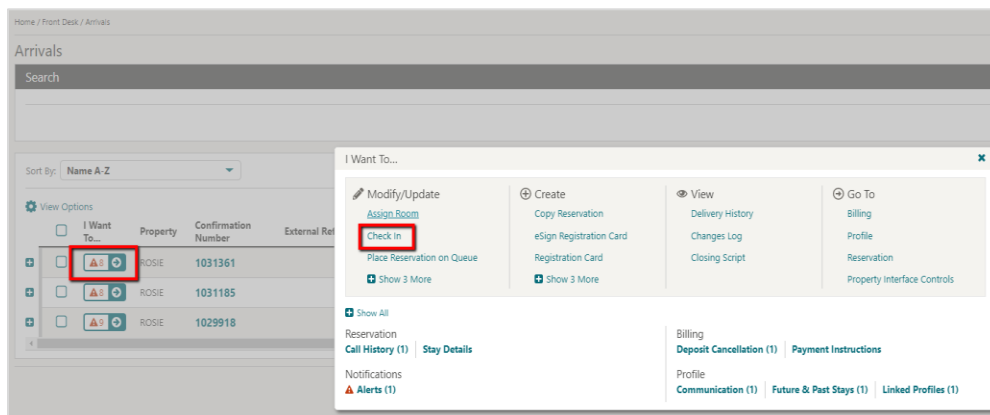 Home / Front Desk / Arrivals
Arrivals
Search
Sort By: Name A-Z
View Options
I Want To... Property Confirmation Number External Ref
8 ROSIE 1031361
8 ROSIE 1031185
9 ROSIE 1029918
I Want To...
Modify/Update
Assign Room
Check In
Place Reservation on Queue
Show 3 More
Create
Copy Reservation
eSign Registration Card
Registration Card
Show 3 More
View
Delivery History
Changes Log
Closing Script
Go To
Billing
Profile
Reservation
Property Interface Controls
Show All
Reservation
Call History (1) Stay Details
Notifications
Alerts (1)
Billing
Deposit Cancellation (1) Payment Instructions
Profile
Communication (1) Future & Past Stays (1) Linked Profiles (1)